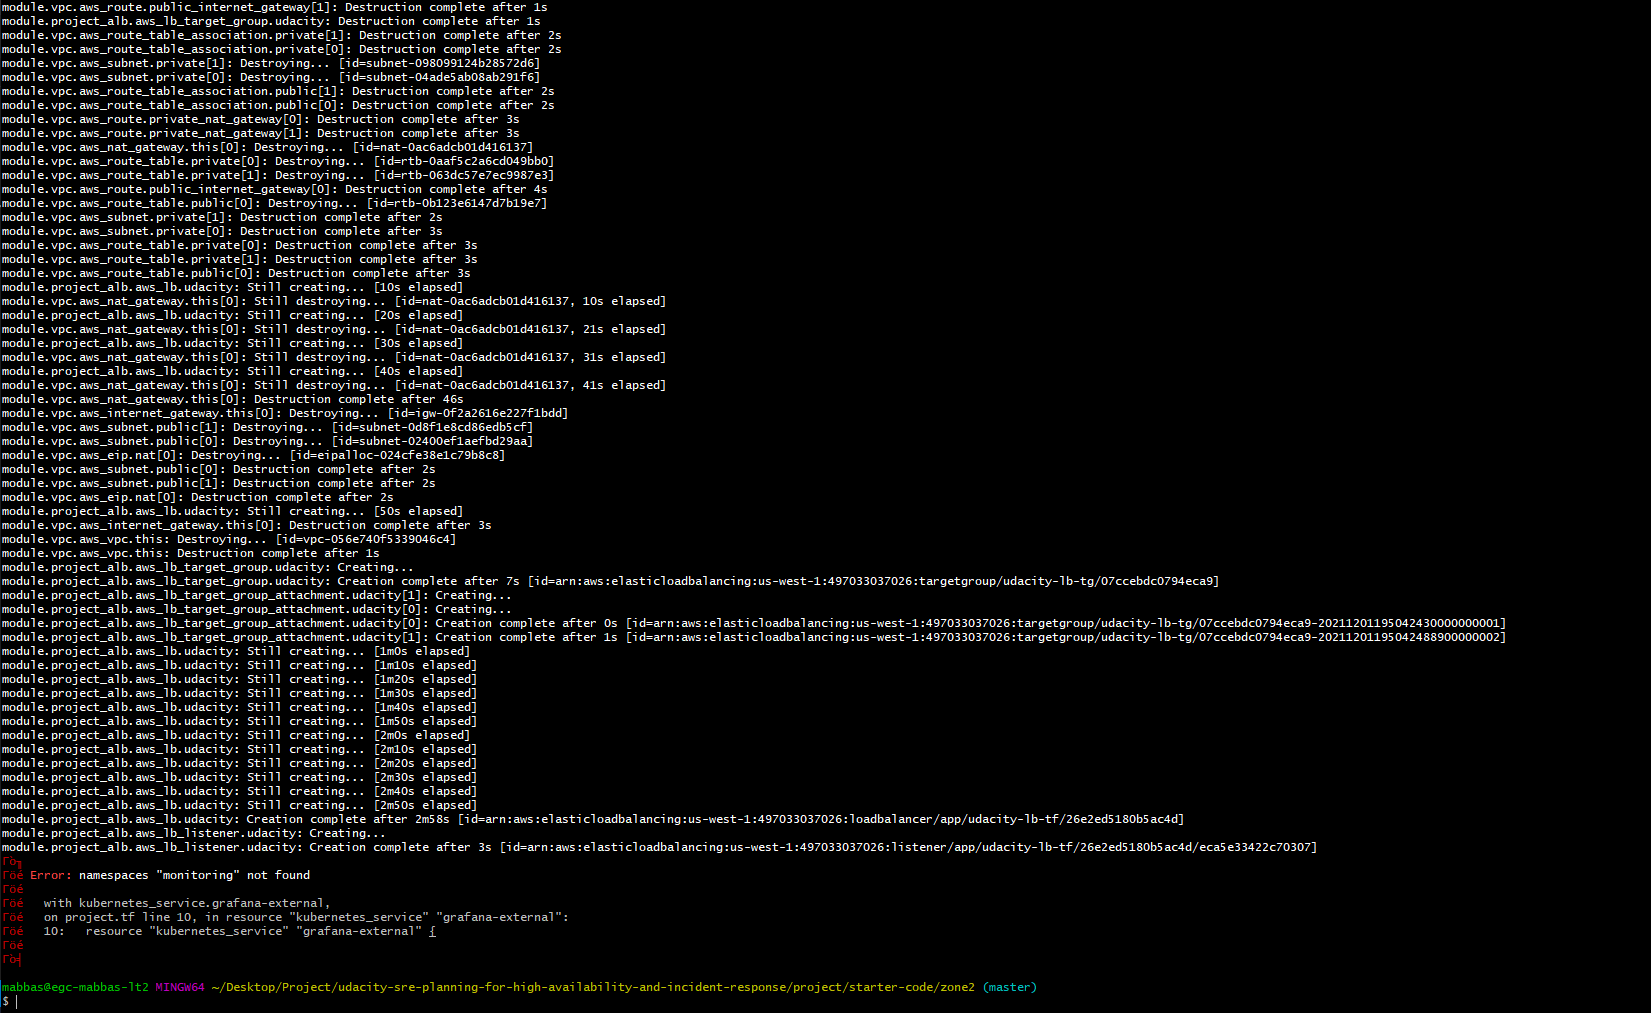 module.vpc.aws_route.public_internet_gateway[1]: Destruction complete after 1s
module.project_alb.aws_lb_target_group.udacity: Destruction complete after 1s
module.vpc.aws_route_table_association.private[1]: Destruction complete after 2s
module.vpc.aws_route_table_association.private[0]: Destruction complete after 2s
module.vpc.aws_subnet.private[1]: Destroying... [id=subnet-098099124b28572d6]
module.vpc.aws_subnet.private[0]: Destroying... [id=subnet-04ade5ab08ab291f6]
module.vpc.aws_route_table_association.public[1]: Destruction complete after 2s
module.vpc.aws_route_table_association.public[0]: Destruction complete after 2s
module.vpc.aws_route.private_nat_gateway[0]: Destruction complete after 3s
module.vpc.aws_route.private_nat_gateway[1]: Destruction complete after 3s
module.vpc.aws_nat_gateway.this[0]: Destroying... [id=nat-0ac6adcb01d416137]
module.vpc.aws_route_table.private[0]: Destroying... [id=rtb-0aaf5c2a6cd049bb0]
module.vpc.aws_route_table.private[1]: Destroying... [id=rtb-063dc57e7ec9987e3]
module.vpc.aws_route.public_internet_gateway[0]: Destruction complete after 4s
module.vpc.aws_route_table.public[0]: Destroying... [id=rtb-0b123e6147d7b19e7]
module.vpc.aws_subnet.private[1]: Destruction complete after 2s
module.vpc.aws_subnet.private[0]: Destruction complete after 3s
module.vpc.aws_route_table.private[0]: Destruction complete after 3s
module.vpc.aws_route_table.private[1]: Destruction complete after 3s
module.vpc.aws_route_table.public[0]: Destruction complete after 3s
module.project_alb.aws_lb.udacity: Still creating... [10s elapsed]
module.vpc.aws_nat_gateway.this[0]: Still destroying... [id=nat-0ac6adcb01d416137, 10s elapsed]
module.project_alb.aws_lb.udacity: Still creating... [20s elapsed]
module.vpc.aws_nat_gateway.this[0]: Still destroying... [id=nat-0ac6adcb01d416137, 21s elapsed]
module.project_alb.aws_lb.udacity: Still creating... [30s elapsed]
module.vpc.aws_nat_gateway.this[0]: Still destroying... [id=nat-0ac6adcb01d416137, 31s elapsed]
module.project_alb.aws_lb.udacity: Still creating... [40s elapsed]
module.vpc.aws_nat_gateway.this[0]: Still destroying... [id=nat-0ac6adcb01d416137, 41s elapsed]
module.vpc.aws_nat_gateway.this[0]: Destruction complete after 46s
module.vpc.aws_internet_gateway.this[0]: Destroying... [id=igw-0f2a2616e227f1bdd]
module.vpc.aws_subnet.public[1]: Destroying... [id=subnet-0d8f1e8cd86edb5cf]
module.vpc.aws_subnet.public[0]: Destroying... [id=subnet-02400ef1aefbd29aa]
module.vpc.aws_eip.nat[0]: Destroying... [id=eipalloc-024cfe38e1c79b8c8]
module.vpc.aws_subnet.public[0]: Destruction complete after 2s
module.vpc.aws_subnet.public[1]: Destruction complete after 2s
module.vpc.aws_eip.nat[0]: Destruction complete after 2s
module.project_alb.aws_lb.udacity: Still creating... [50s elapsed]
module.vpc.aws_internet_gateway.this[0]: Destruction complete after 3s
module.vpc.aws_vpc.this: Destroying... [id=vpc-056e740f5339046c4]
module.vpc.aws_vpc.this: Destruction complete after 1s
module.project_alb.aws_lb_target_group.udacity: Creating...
module.project_alb.aws_lb_target_group.udacity: Creation complete after 7s [id=arn:aws:elasticloadbalancing:us-west-1:497033037026:targetgroup/udacity-lb-tg/07ccebdc0794eca9]
module.project_alb.aws_lb_target_group_attachment.udacity[1]: Creating...
module.project_alb.aws_lb_target_group_attachment.udacity[0]: Creating...
module.project_alb.aws_lb_target_group_attachment.udacity[0]: Creation complete after 0s [id=arn:aws:elasticloadbalancing:us-west-1:497033037026:targetgroup/udacity-lb-tg/07ccebdc0794eca9-20211201195042430000000001]
module.project_alb.aws_lb_target_group_attachment.udacity[1]: Creation complete after 1s [id=arn:aws:elasticloadbalancing:us-west-1:497033037026:targetgroup/udacity-lb-tg/07ccebdc0794eca9-20211201195042488900000002]
module.project_alb.aws_lb.udacity: Still creating... [1m0s elapsed]
module.project_alb.aws_lb.udacity: Still creating... [1m10s elapsed]
module.project_alb.aws_lb.udacity: Still creating... [1m20s elapsed]
module.project_alb.aws_lb.udacity: Still creating... [1m30s elapsed]
module.project_alb.aws_lb.udacity: Still creating... [1m40s elapsed]
module.project_alb.aws_lb.udacity: Still creating... [1m50s elapsed]
module.project_alb.aws_lb.udacity: Still creating... [2m0s elapsed]
module.project_alb.aws_lb.udacity: Still creating... [2m10s elapsed]
module.project_alb.aws_lb.udacity: Still creating... [2m20s elapsed]
module.project_alb.aws_lb.udacity: Still creating... [2m30s elapsed]
module.project_alb.aws_lb.udacity: Still creating... [2m40s elapsed]
module.project_alb.aws_lb.udacity: Still creating... [2m50s elapsed]
module.project_alb.aws_lb.udacity: Creation complete after 2m58s [id=arn:aws:elasticloadbalancing:us-west-1:497033037026:loadbalancer/app/udacity-lb-tf/26e2ed5180b5ac4d]
module.project_alb.aws_lb_listener.udacity: Creating...
module.project_alb.aws_lb_listener.udacity: Creation complete after 3s [id=arn:aws:elasticloadbalancing:us-west-1:497033037026:listener/app/udacity-lb-tf/26e2ed5180b5ac4d/eca5e33422c70307]
Error: namespaces "monitoring" not found
with kubernetes_service.grafana-external,
on project.tf line 10, in resource "kubernetes_service" "grafana-external":
10: resource "kubernetes_service" "grafana-external" {
mabbas@egc-mabbas-lt2 MINGW64 ~/Desktop/Project/udacity-sre-planning-for-high-availability-and-incident-response/project/starter-code/zone2 (master)
$